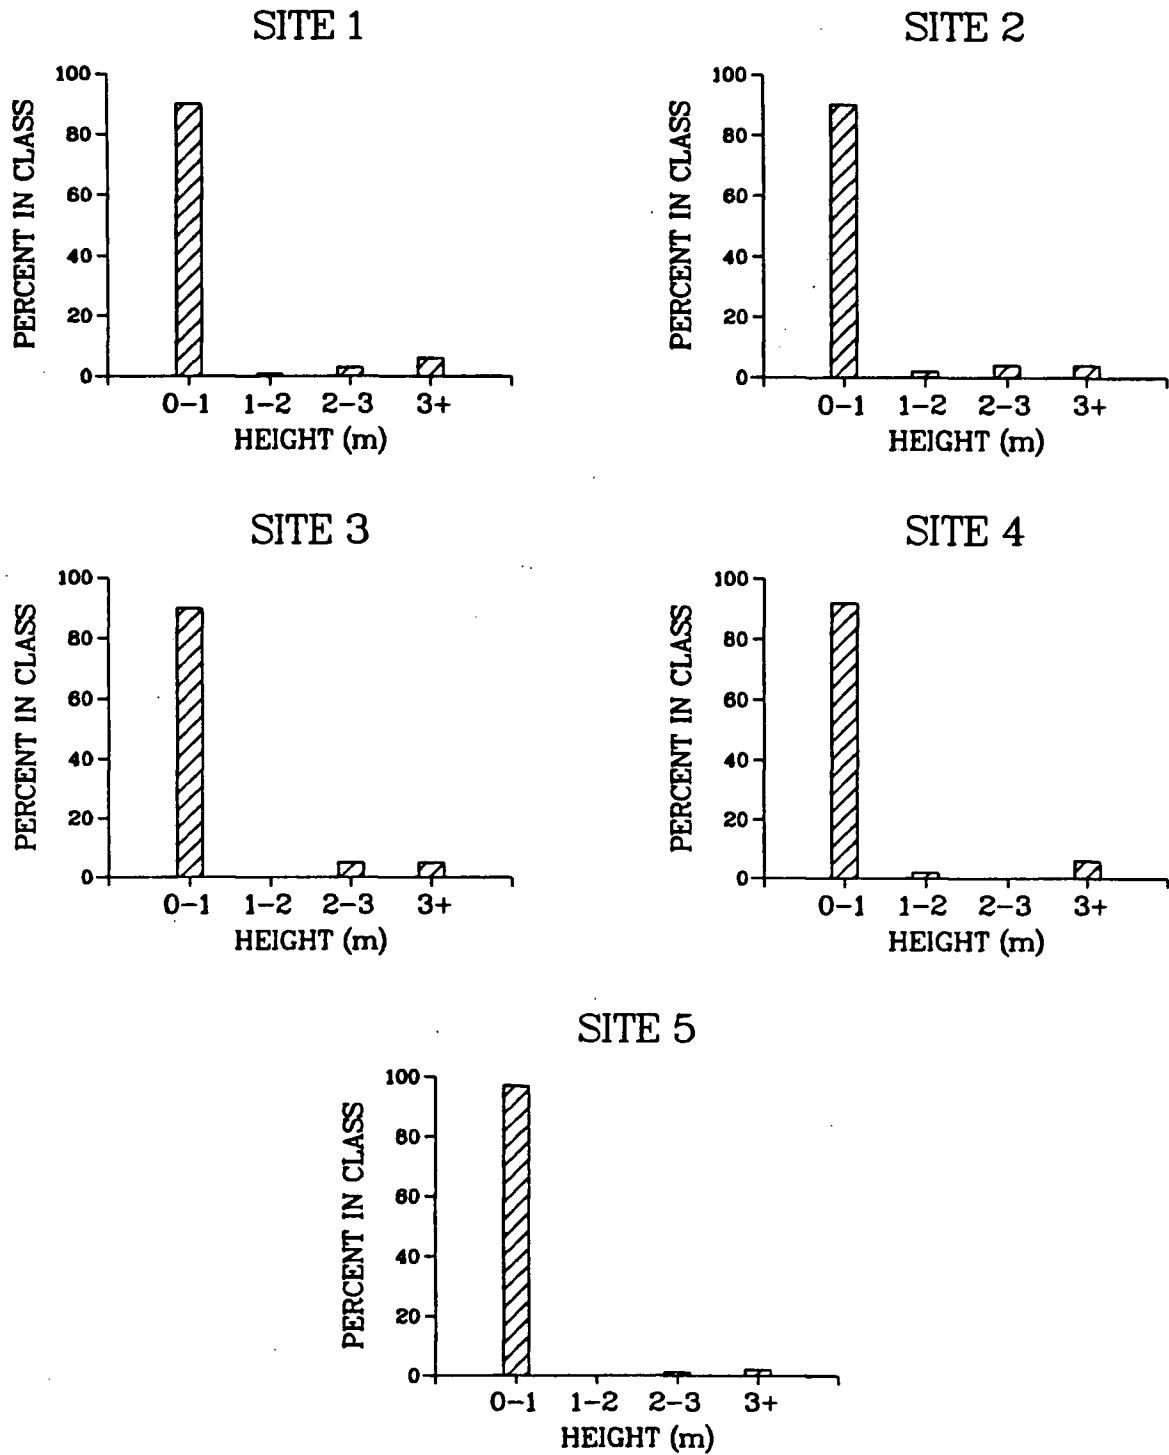 SITE 1
PERCENT IN CLASS
100
80
60
40
20
0
0-1 1-2 2-3 3+
HEIGHT (m)
SITE 2
PERCENT IN CLASS
100
80
60
40
20
0
0-1 1-2 2-3 3+
HEIGHT (m)
SITE 3
PERCENT IN CLASS
100
80
60
40
20
0
0-1 1-2 2-3 3+
HEIGHT (m)
SITE 4
PERCENT IN CLASS
100
80
60
40
20
0
0-1 1-2 2-3 3+
HEIGHT (m)
SITE 5
PERCENT IN CLASS
100
80
60
40
20
0
0-1 1-2 2-3 3+
HEIGHT (m)